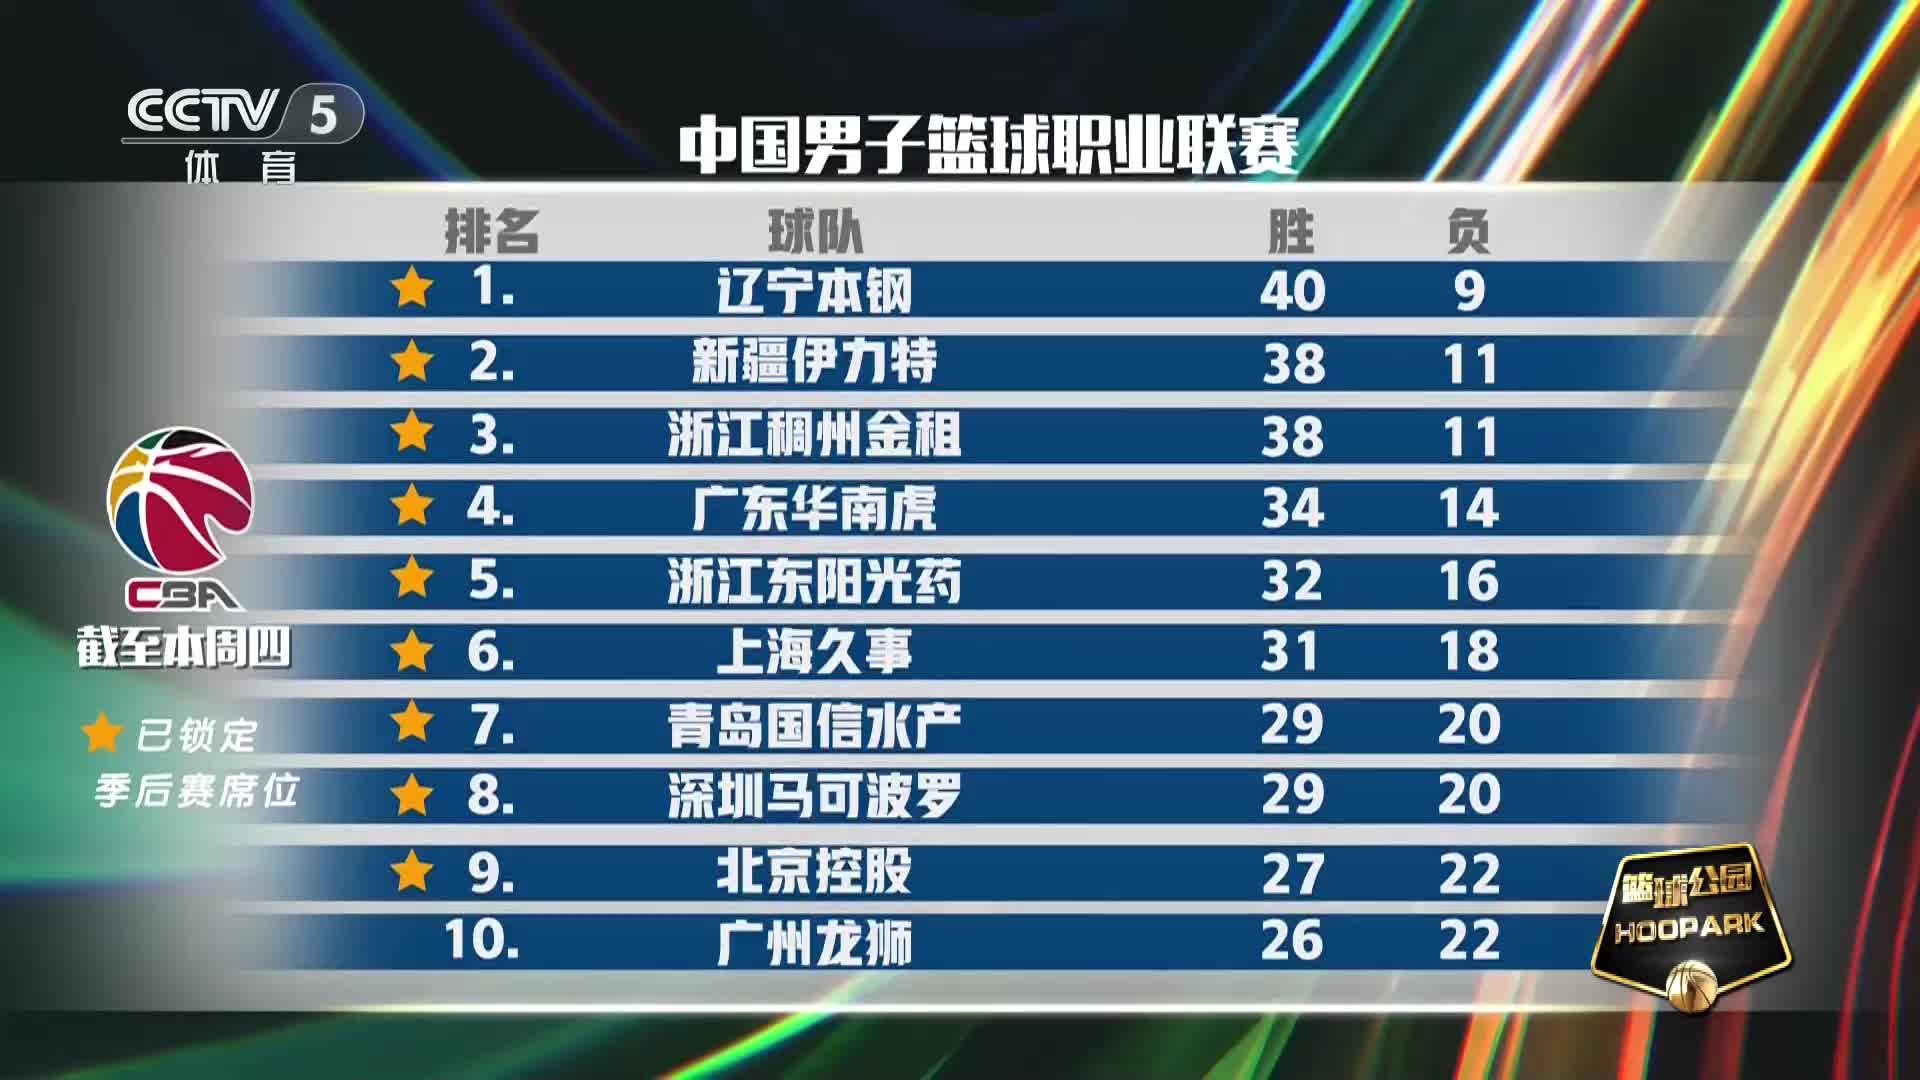 CCTV 5
体 育
中国男子篮球职业联赛
排名 球队 胜 负
1. 辽宁本钢 40 9
2. 新疆伊力特 38 11
3. 浙江稠州金租 38 11
4. 广东华南虎 34 14
5. 浙江东阳光药 32 16
6. 上海久事 31 18
7. 青岛国信水产 29 20
8. 深圳马可波罗 29 20
9. 北京控股 27 22
10. 广州龙狮 26 22
CBA
截至本周四
已锁定
季后赛席位
篮球公园
HOOPARK